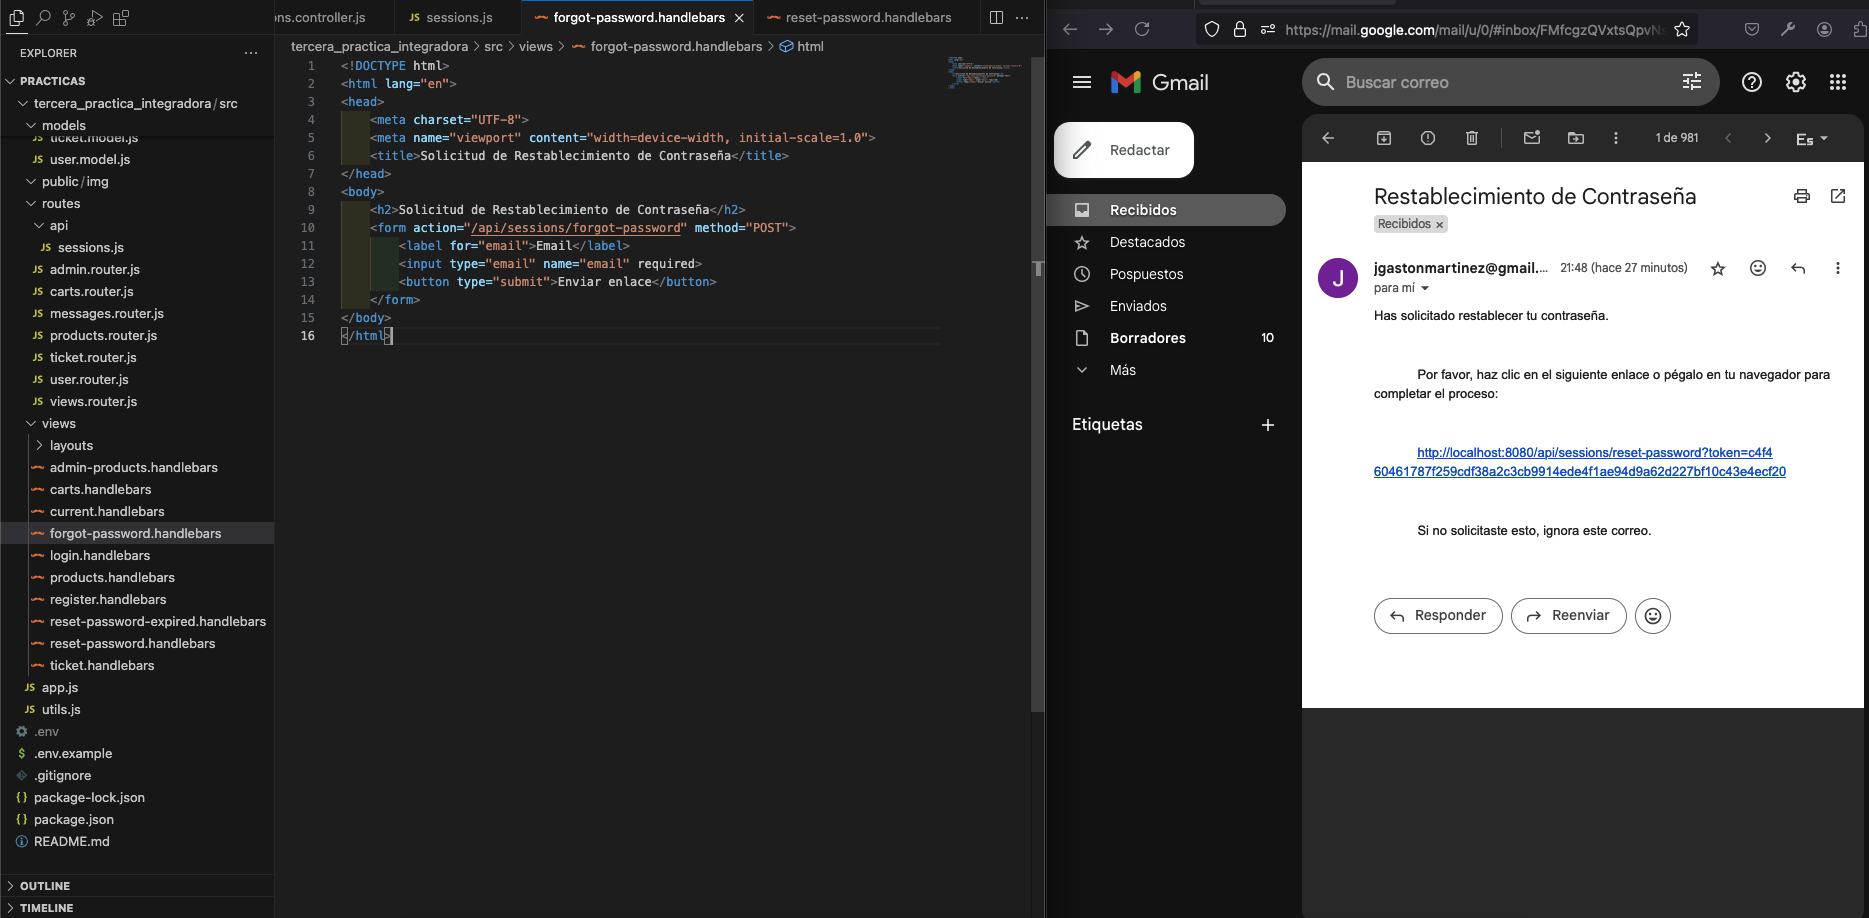 ons.controller.js
JS sessions.js
forgot-password.handlebars
reset-password.handlebars
EXPLORER
tercera_practica_integradora > src > views > forgot-password.handlebars > html
PRACTICAS
tercera_practica_integradora / src
models
JS ticket.model.js
JS user.model.js
public / img
routes
api
JS sessions.js
JS admin.router.js
JS carts.router.js
JS messages.router.js
JS products.router.js
JS ticket.router.js
JS user.router.js
JS views.router.js
views
layouts
admin-products.handlebars
carts.handlebars
current.handlebars
forgot-password.handlebars
login.handlebars
products.handlebars
register.handlebars
reset-password-expired.handlebars
reset-password.handlebars
ticket.handlebars
JS app.js
JS utils.js
.env
$ .env.example
.gitignore
{} package-lock.json
{} package.json
README.md
OUTLINE
TIMELINE
1 <!DOCTYPE html>
2 <html lang="en">
3 <head>
4 <meta charset="UTF-8">
5 <meta name="viewport" content="width=device-width, initial-scale=1.0">
6 <title>Solicitud de Restablecimiento de Contraseña</title>
7 </head>
8 <body>
9 <h2>Solicitud de Restablecimiento de Contraseña</h2>
10 <form action="/api/sessions/forgot-password" method="POST">
11 <label for="email">Email</label>
12 <input type="email" name="email" required>
13 <button type="submit">Enviar enlace</button>
14 </form>
15 </body>
16 </html>
https://mail.google.com/mail/u/0/#inbox/FMfcgzQVxtsQpvN
Gmail
Buscar correo
Redactar
Recibidos
Destacados
Pospuestos
Enviados
Borradores 10
Más
Etiquetas
1 de 981
Es
Restablecimiento de Contraseña
Recibidos ×
J
jgastonmartinez@gmail.... 21:48 (hace 27 minutos)
para mí
Has solicitado restablecer tu contraseña.
Por favor, haz clic en el siguiente enlace o pégalo en tu navegador para
completar el proceso:
http://localhost:8080/api/sessions/reset-password?token=c4f4
60461787f259cdf38a2c3cb9914ede4f1ae94d9a62d227bf10c43e4ecf20
Si no solicitaste esto, ignora este correo.
Responder
Reenviar